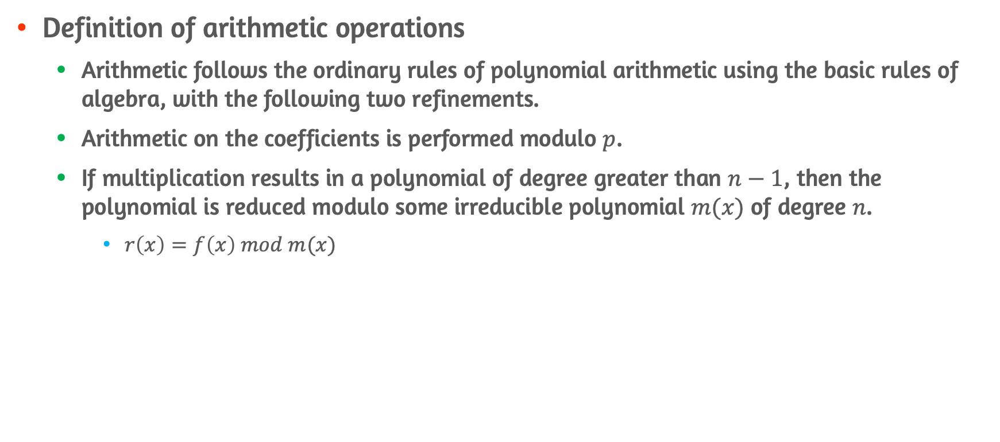 • Definition of arithmetic operations
• Arithmetic follows the ordinary rules of polynomial arithmetic using the basic rules of
algebra, with the following two refinements.
• Arithmetic on the coefficients is performed modulo p.
• If multiplication results in a polynomial of degree greater than n − 1, then the
polynomial is reduced modulo some irreducible polynomial m(x) of degree n.
• r(x) = f(x) mod m(x)